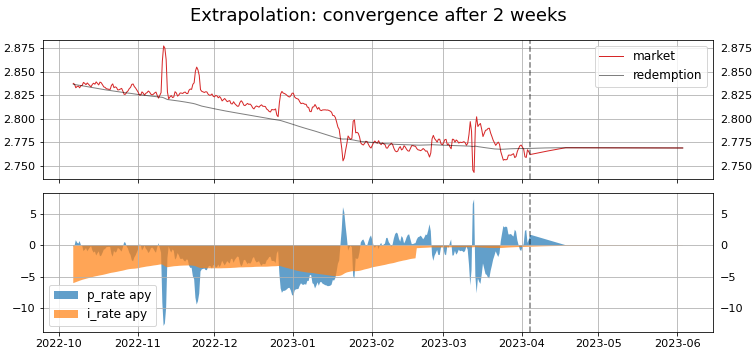 Extrapolation: convergence after 2 weeks
2.875 2.875
2.850 2.850
2.825 2.825
2.800 2.800
2.775 2.775
2.750 2.750
market
redemption
5 5
0 0
−5 −5
−10 −10
p_rate apy
i_rate apy
2022-10 2022-11 2022-12 2023-01 2023-02 2023-03 2023-04 2023-05 2023-06